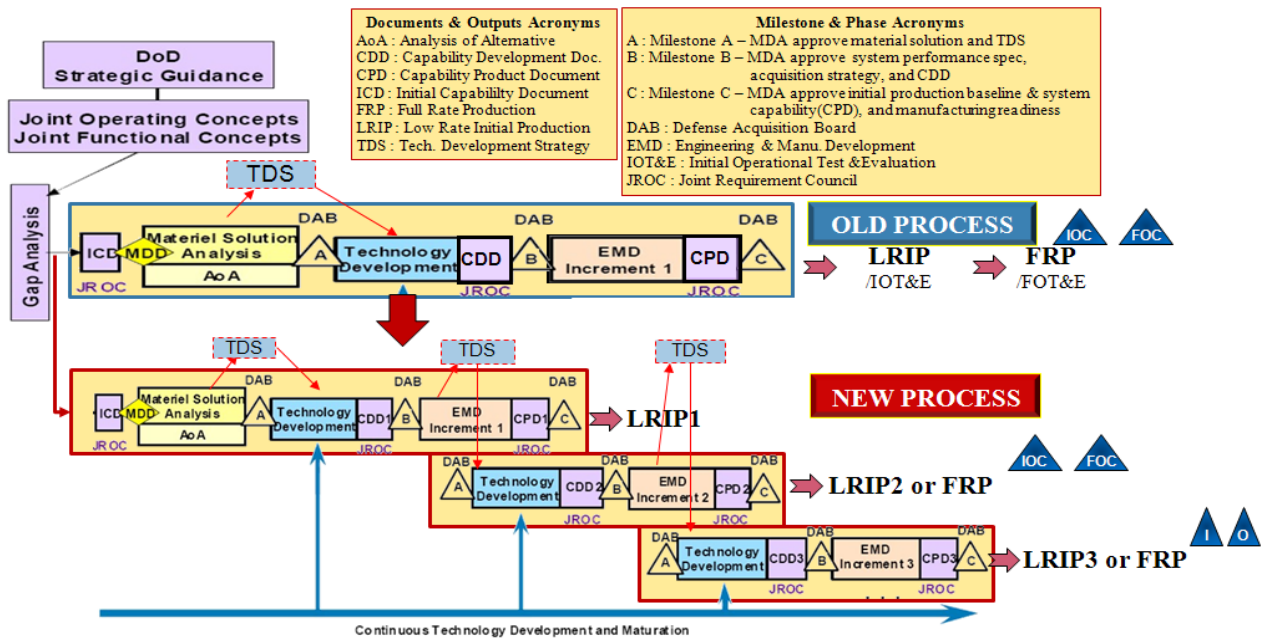 Documents & Outputs Acronyms
AoA : Analysis of Alternative
CDD : Capability Development Doc.
CPD : Capability Product Document
ICD : Initial Capabililty Document
FRP : Full Rate Production
LRIP : Low Rate Initial Production
TDS : Tech. Development Strategy
Milestone & Phase Acronyms
A : Milestone A – MDA approve material solution and TDS
B : Milestone B – MDA approve system performance spec,
acquisition strategy, and CDD
C : Milestone C – MDA approve initial production baseline & system
capability(CPD), and manufacturing readiness
DAB : Defense Acquisition Board
EMD : Engineering & Manu. Development
IOT&E : Initial Operational Test &Evaluation
JROC : Joint Requirement Council
DoD
Strategic Guidance
Joint Operating Concepts
Joint Functional Concepts
Gap Analysis
TDS
DAB
DAB
DAB
ICD
MDD
Materiel Solution
Analysis
AoA
A
Technology
Development
CDD
B
EMD
Increment 1
CPD
C
JROC
JROC
JROC
OLD PROCESS
IOC
FOC
LRIP
/IOT&E
FRP
/FOT&E
TDS
TDS
TDS
DAB
DAB
DAB
ICD
MDD
Materiel Solution
Analysis
AoA
A
Technology
Development
CDD1
B
EMD
Increment 1
CPD1
C
JROC
JROC
JROC
LRIP1
NEW PROCESS
IOC
FOC
DAB
DAB
DAB
A
Technology
Development
CDD2
B
EMD
Increment 2
CPD2
C
JROC
JROC
LRIP2 or FRP
I
O
DAB
DAB
DAB
A
Technology
Development
CDD3
B
EMD
Increment 3
CPD3
C
JROC
. . .
JROC
LRIP3 or FRP
Continuous Technology Development and Maturation